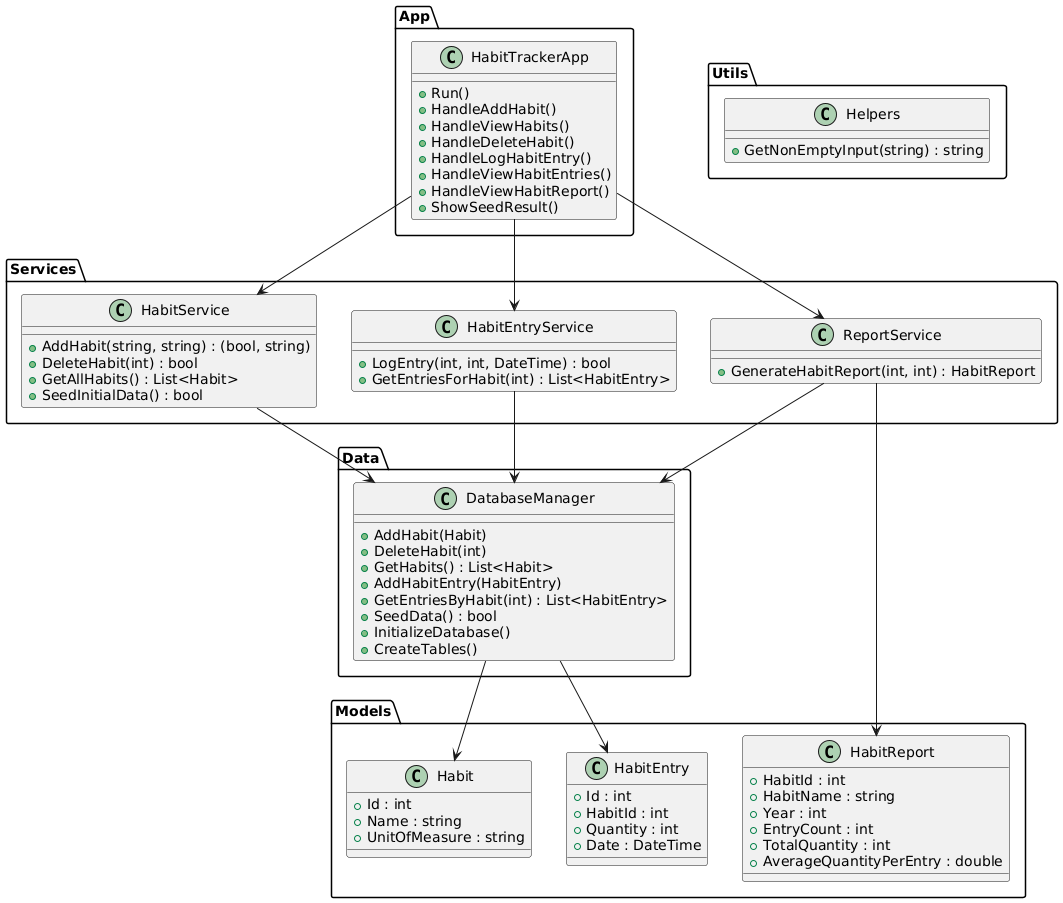 App
C HabitTrackerApp
Run()
HandleAddHabit()
HandleViewHabits()
HandleDeleteHabit()
HandleLogHabitEntry()
HandleViewHabitEntries()
HandleViewHabitReport()
ShowSeedResult()
Utils
C Helpers
GetNonEmptyInput(string) : string
Services
C HabitService
AddHabit(string, string) : (bool, string)
DeleteHabit(int) : bool
GetAllHabits() : List<Habit>
SeedInitialData() : bool
C HabitEntryService
LogEntry(int, int, DateTime) : bool
GetEntriesForHabit(int) : List<HabitEntry>
C ReportService
GenerateHabitReport(int, int) : HabitReport
Data
C DatabaseManager
AddHabit(Habit)
DeleteHabit(int)
GetHabits() : List<Habit>
AddHabitEntry(HabitEntry)
GetEntriesByHabit(int) : List<HabitEntry>
SeedData() : bool
InitializeDatabase()
CreateTables()
Models
C Habit
Id : int
Name : string
UnitOfMeasure : string
C HabitEntry
Id : int
HabitId : int
Quantity : int
Date : DateTime
C HabitReport
HabitId : int
HabitName : string
Year : int
EntryCount : int
TotalQuantity : int
AverageQuantityPerEntry : double